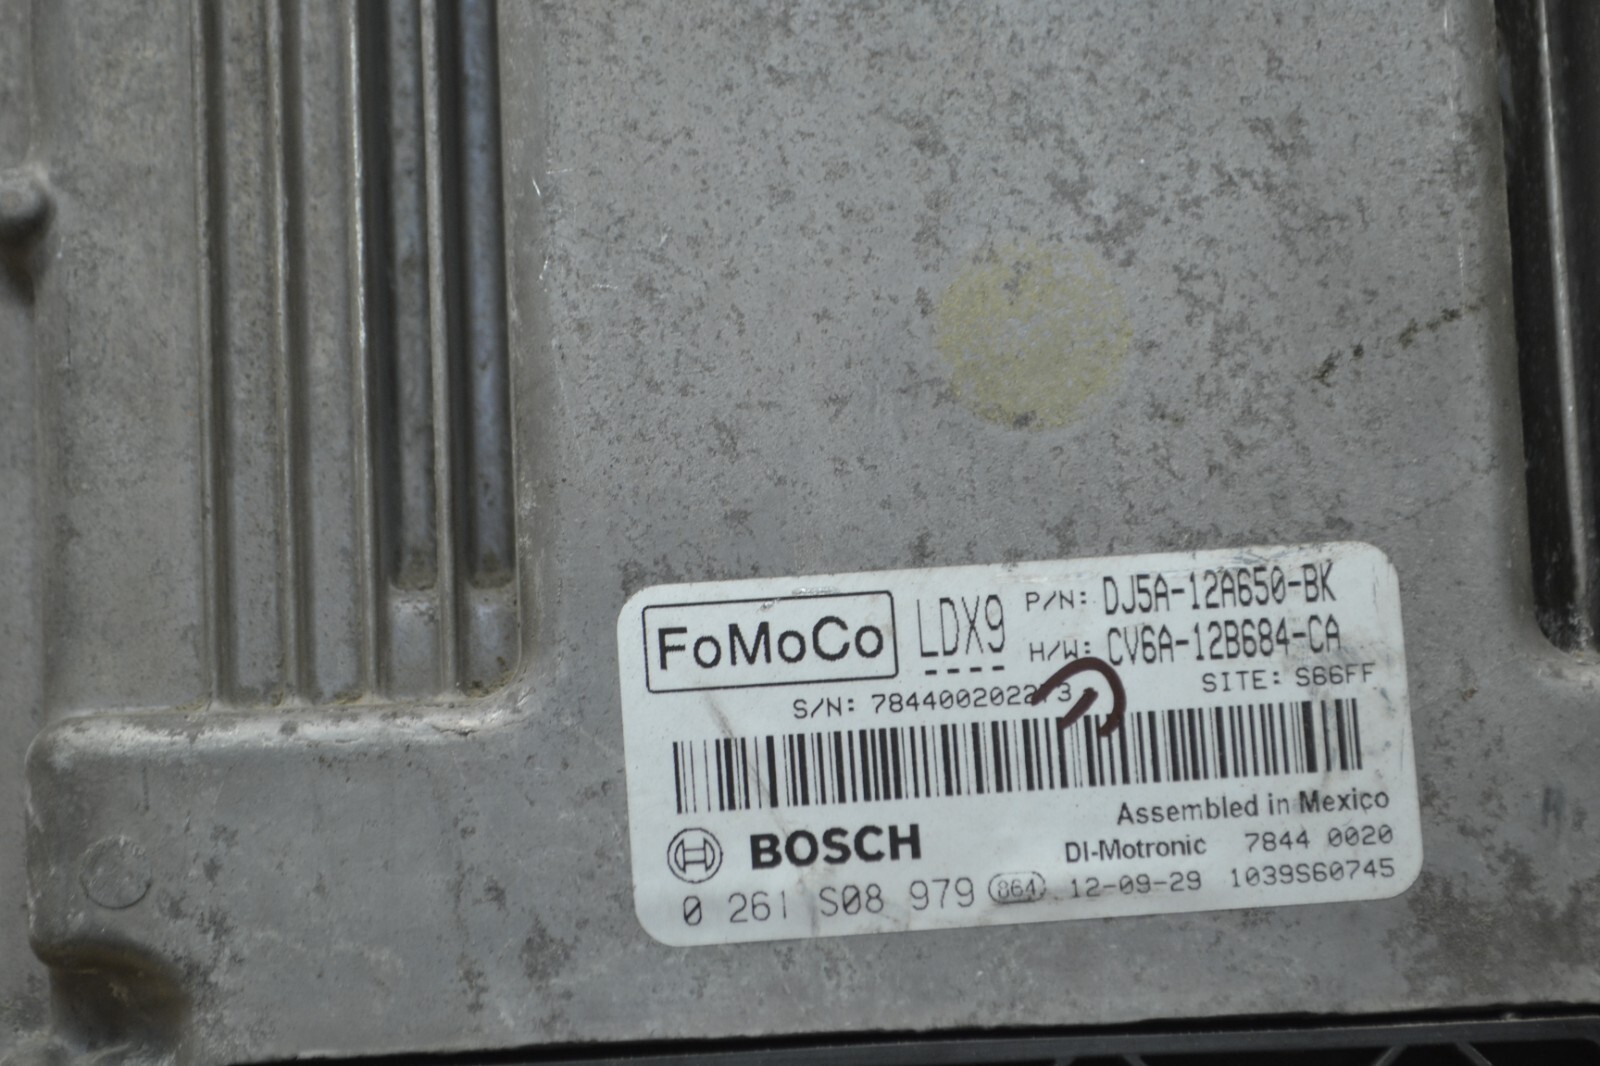 FoMoCo LDX9 P/N: DJ5A-12A650-BK
H/W: CV6A-12B684-CA
SITE: S66FF
S/N:
Assembled in Mexico
BOSCH DI-Motronic 7844 0020
0 261 S08 979 864 12-09-29 1039S60745